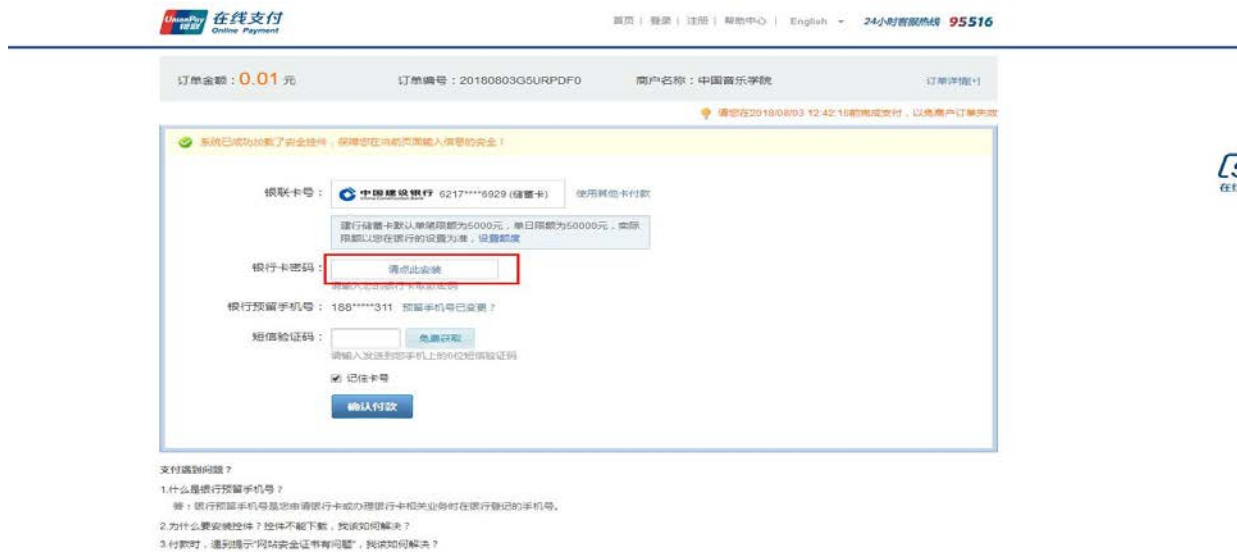 UnionPay 银联 在线支付 Online Payment
首页 | 登录 | 注册 | 帮助中心 | English 24小时客服热线 95516
订单金额：0.01 元 订单编号：20180803G5URPDF0 商户名称：中国音乐学院 订单详情[+]
请您在2018/08/03 12:42:16前完成支付，以免商户订单失效
系统已成功加载了安全控件，保障您在当前页面输入信息的安全！
银联卡号： 中国建设银行 China Construction Bank 6217****6929 (储蓄卡) 使用其他卡付款
建行储蓄卡默认单笔限额为5000元，单日限额为50000元，实际
限额以您在银行的设置为准，设置额度
银行卡密码： 请点此安装
请输入您的银行卡取款密码
银行预留手机号： 188*****311 预留手机号已变更？
短信验证码： 免费获取
请输入发送到您手机上的6位短信验证码
记住卡号
确认付款
支付遇到问题？
1.什么是银行预留手机号？
答：银行预留手机号是您申请银行卡或办理银行卡相关业务时在银行登记的手机号。
2.为什么要安装控件？控件不能下载，我该如何解决？
3.付款时，遇到提示“网站安全证书有问题”，我该如何解决？